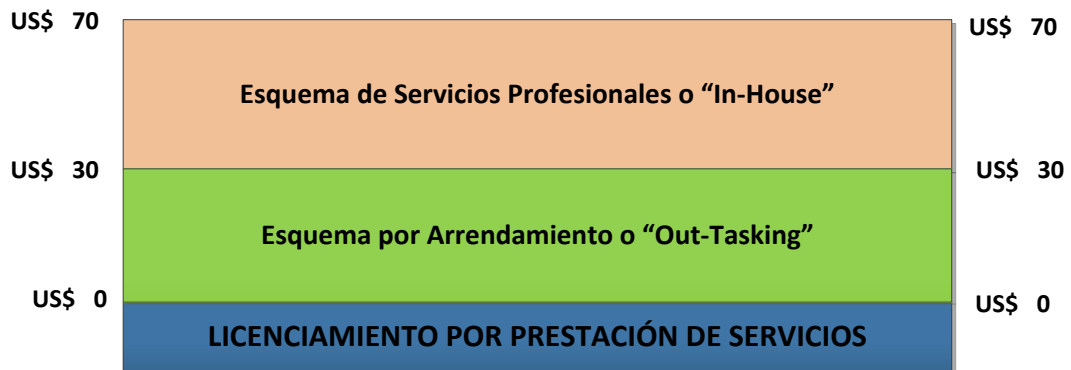 US$ 70
US$ 70
Esquema de Servicios Profesionales o “In-House”
US$ 30
US$ 30
Esquema por Arrendamiento o “Out-Tasking”
US$ 0
US$ 0
LICENCIAMIENTO POR PRESTACIÓN DE SERVICIOS